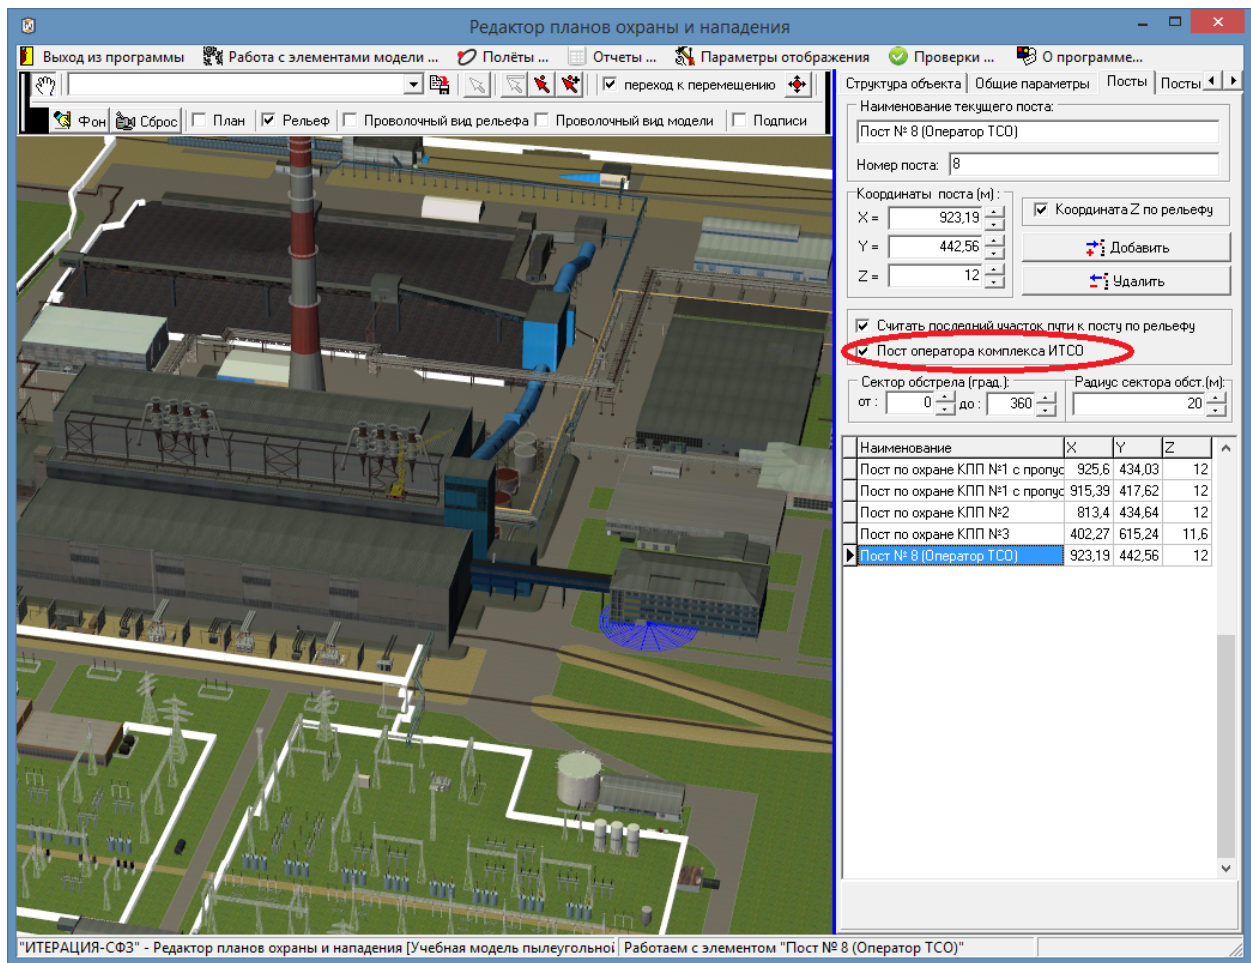 Редактор планов охраны и нападения
Выход из программы Работа с элементами модели ... Полёты ... Отчеты ... Параметры отображения Проверки ... О программе...
переход к перемещению
Фон Сброс План Рельеф Проволочный вид рельефа Проволочный вид модели Подписи
Структура объекта Общие параметры Посты Посты
Наименование текущего поста:
Пост № 8 (Оператор ТСО)
Номер поста: 8
Координаты поста (м) :
X = 923,19
Y = 442,56
Z = 12
Координата Z по рельефу
Добавить
Удалить
Считать последний участок пути к посту по рельефу
Пост оператора комплекса ИТСО
Сектор обстрела (град.):
от : 0 до : 360
Радиус сектора обст.(м):
20
Наименование X Y Z
Пост по охране КПП №1 с пропус 925,6 434,03 12
Пост по охране КПП №1 с пропус 915,39 417,62 12
Пост по охране КПП №2 813,4 434,64 12
Пост по охране КПП №3 402,27 615,24 11,6
Пост № 8 (Оператор ТСО) 923,19 442,56 12
"ИТЕРАЦИЯ-СФЗ" - Редактор планов охраны и нападения [Учебная модель пылеугольной Работаем с элементом "Пост № 8 (Оператор ТСО)"